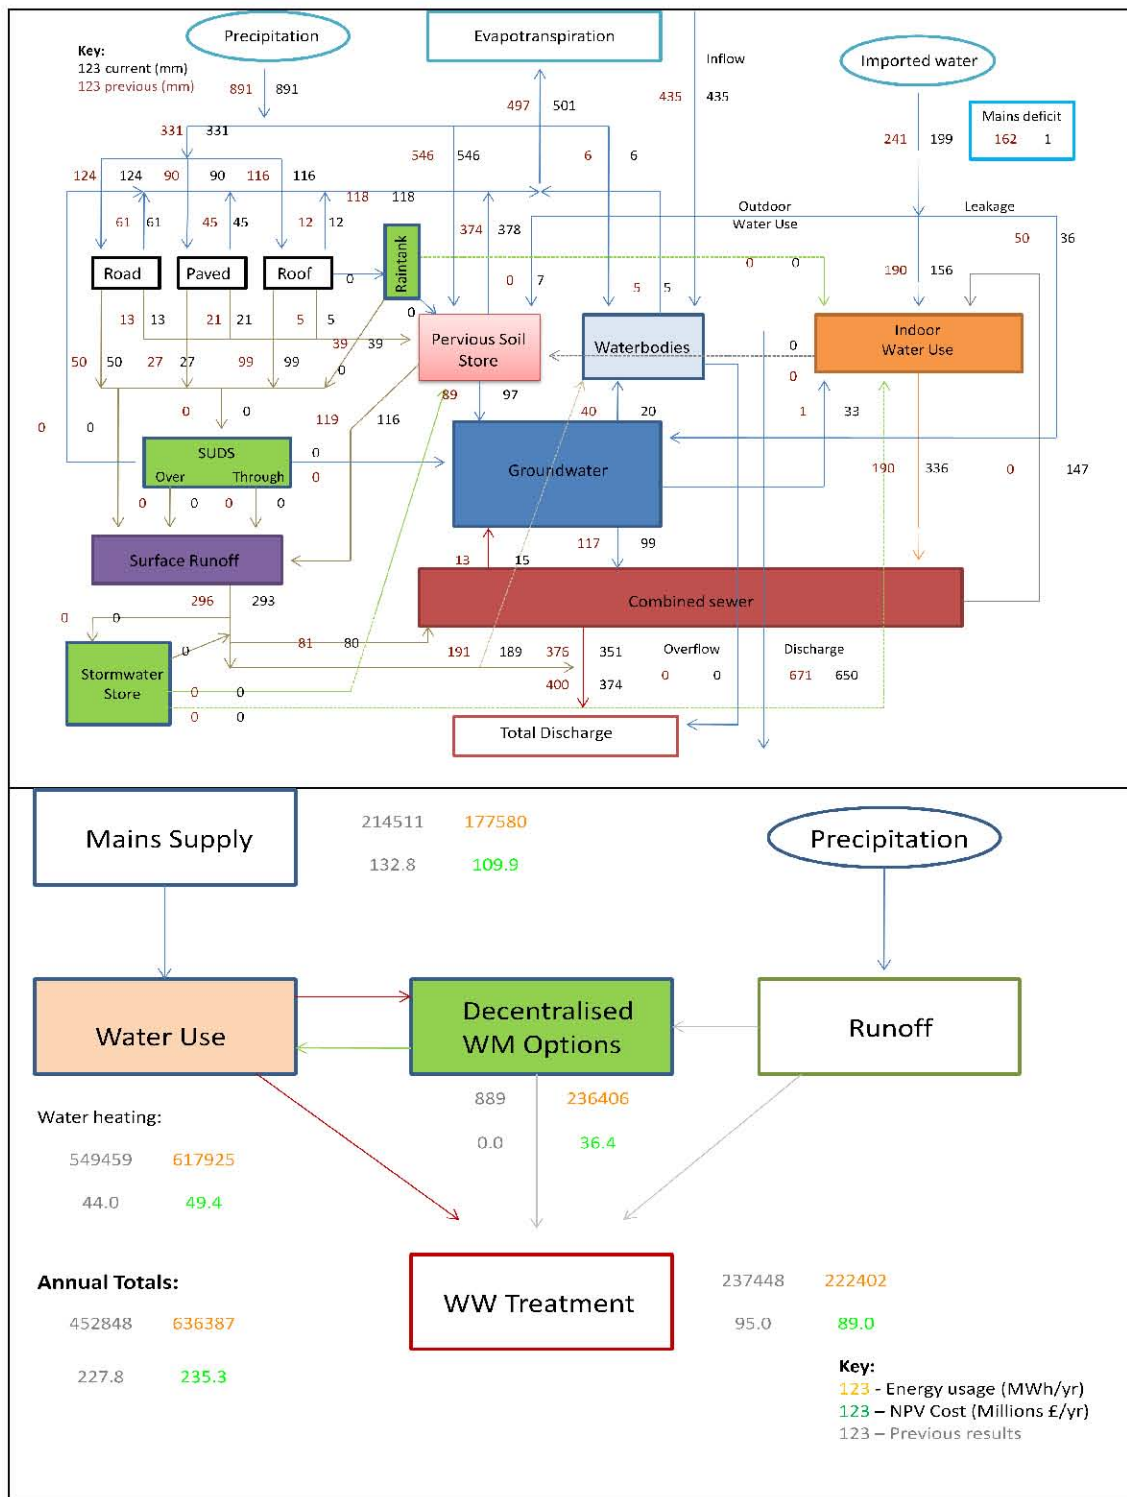 Precipitation
Evapotranspiration
Imported water
Key:
123 current (mm)
123 previous (mm)
Inflow
891 891
497 501
435 435
Mains deficit
162 1
241 199
331 331
546 546
6 6
124 124 90 90 116 116
118 118
Outdoor
Water Use
Leakage
61 61 45 45 12 12
374 378
50 36
Road
Paved
Roof
Raintank
0
0 7
5 5
0 0
190 156
0
13 13 21 21 5 5
Pervious Soil
Store
Waterbodies
Indoor
Water Use
39 39
0
0
50 50 27 27 99 99
0
89 97
40 20
1 33
0 0
0 0
119 116
SUDS
Over Through
0
0
Groundwater
190 336
0 147
0 0 0 0
Surface Runoff
13 15
117 99
Combined sewer
296 293
0 0
0
81 80
191 189
376 351
Overflow
Discharge
Stormwater
Store
0 0
0 0
400 374
0 0
671 650
Total Discharge
Mains Supply
214511 177580
132.8 109.9
Precipitation
Water Use
Decentralised
WM Options
Runoff
889 236406
0.0 36.4
Water heating:
549459 617925
44.0 49.4
Annual Totals:
452848 636387
227.8 235.3
WW Treatment
237448 222402
95.0 89.0
Key:
123 - Energy usage (MWh/yr)
123 – NPV Cost (Millions £/yr)
123 – Previous results